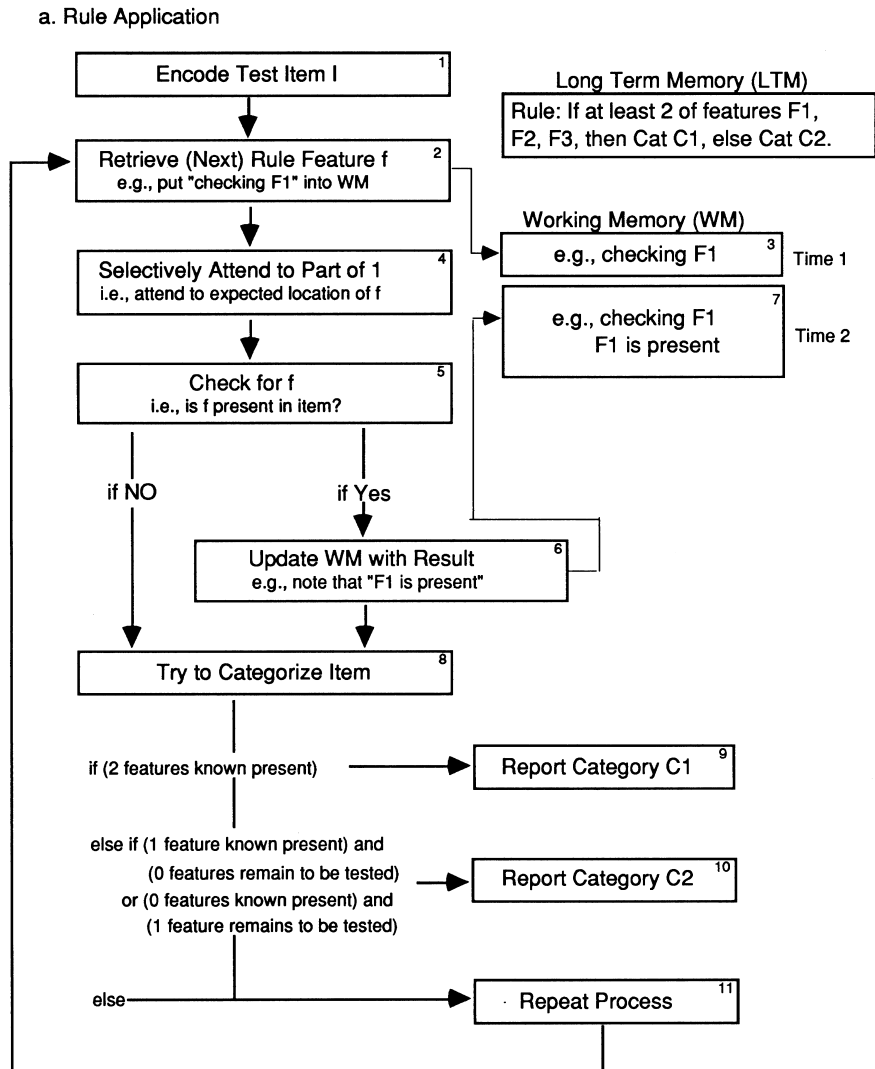 a. Rule Application
Encode Test Item I
1
Long Term Memory (LTM)
Rule: If at least 2 of features F1,
F2, F3, then Cat C1, else Cat C2.
Retrieve (Next) Rule Feature f
2
e.g., put "checking F1" into WM
Working Memory (WM)
e.g., checking F1
3
Time 1
Selectively Attend to Part of 1
4
i.e., attend to expected location of f
7
e.g., checking F1
F1 is present
Time 2
Check for f
5
i.e., is f present in item?
if NO
if Yes
Update WM with Result
6
e.g., note that "F1 is present"
Try to Categorize Item
8
if (2 features known present)
Report Category C1
9
else if (1 feature known present) and
(0 features remain to be tested)
or (0 features known present) and
(1 feature remains to be tested)
Report Category C2
10
else
Repeat Process
11